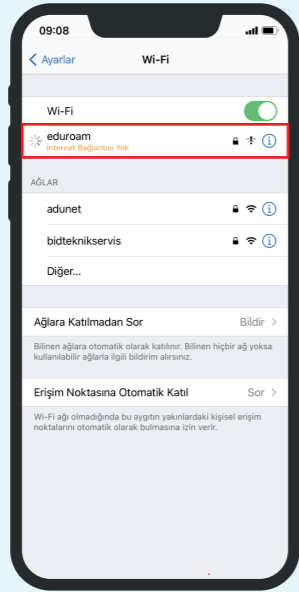 09:08
Ayarlar
Wi-Fi
Wi-Fi
eduroam
İnternet Bağlantısı Yok
AĞLAR
adunet
bidteknikservis
Diğer...
Ağlara Katılmadan Sor Bildir
Bilinen ağlara otomatik olarak katılınır. Bilinen hiçbir ağ yoksa
kullanılabilir ağlarla ilgili bildirim alırsınız.
Erişim Noktasına Otomatik Katıl Sor
Wi-Fi ağı olmadığında bu aygıtın yakınlardaki kişisel erişim
noktalarını otomatik olarak bulmasına izin verir.